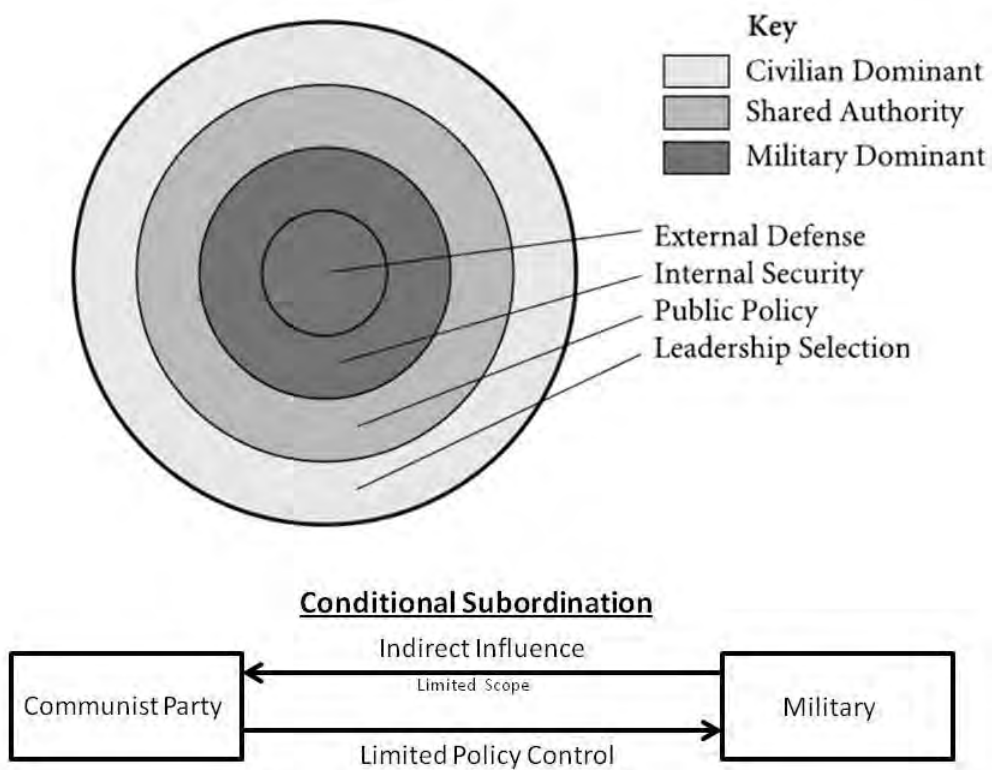 Key
Civilian Dominant
Shared Authority
Military Dominant
External Defense
Internal Security
Public Policy
Leadership Selection
Conditional Subordination
Indirect Influence
Limited Scope
Communist Party
Military
Limited Policy Control